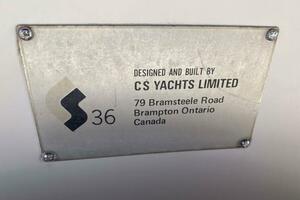 DESIGNED AND BUILT BY
CS YACHTS LIMITED
36
79 Bramsteele Road
Brampton Ontario
Canada